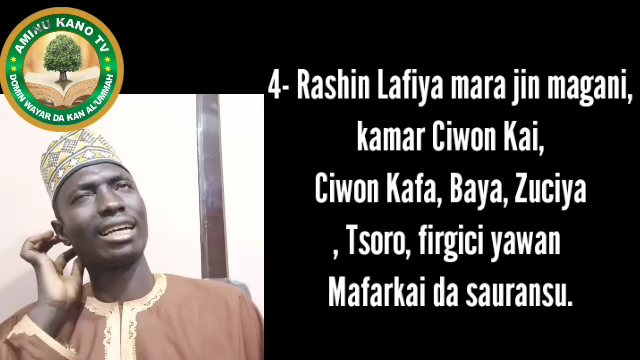 AMINU KANO TV
DOMIN WAYAR DA KAN AL'UMMAH
4- Rashin Lafiya mara jin magani,
kamar Ciwon Kai,
Ciwon Kafa, Baya, Zuciya
, Tsoro, firgici yawan
Mafarkai da sauransu.